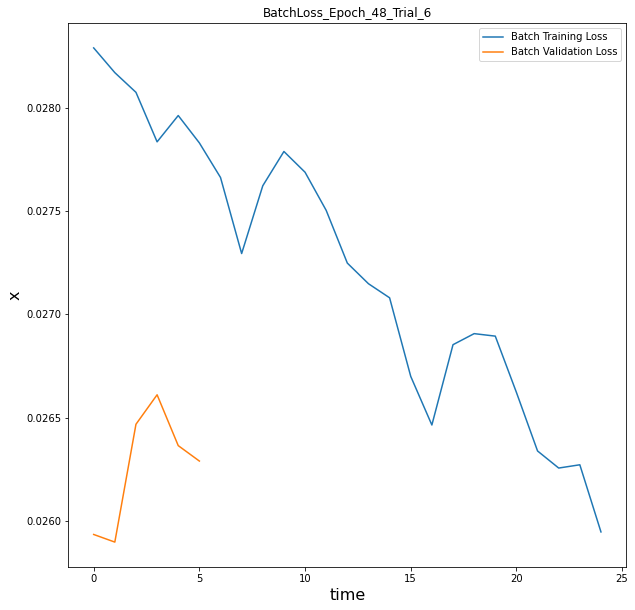 BatchLoss_Epoch_48_Trial_6
Batch Training Loss
Batch Validation Loss
x
0.0280
0.0275
0.0270
0.0265
0.0260
0
5
10
15
20
25
time